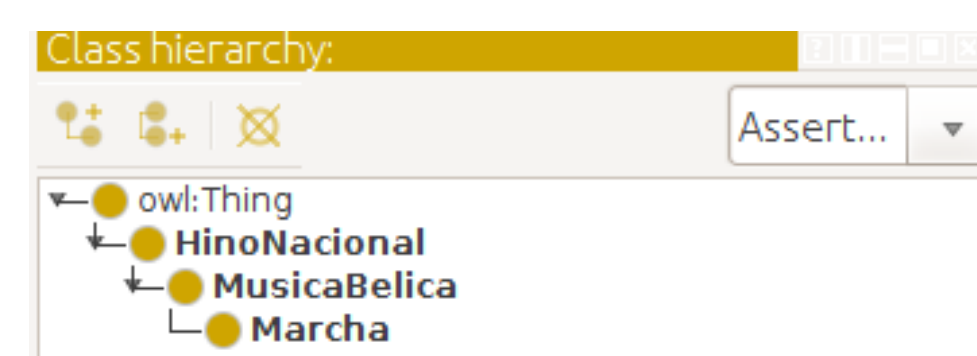 Class hierarchy:
Assert...
owl:Thing
HinoNacional
MusicaBelica
Marcha